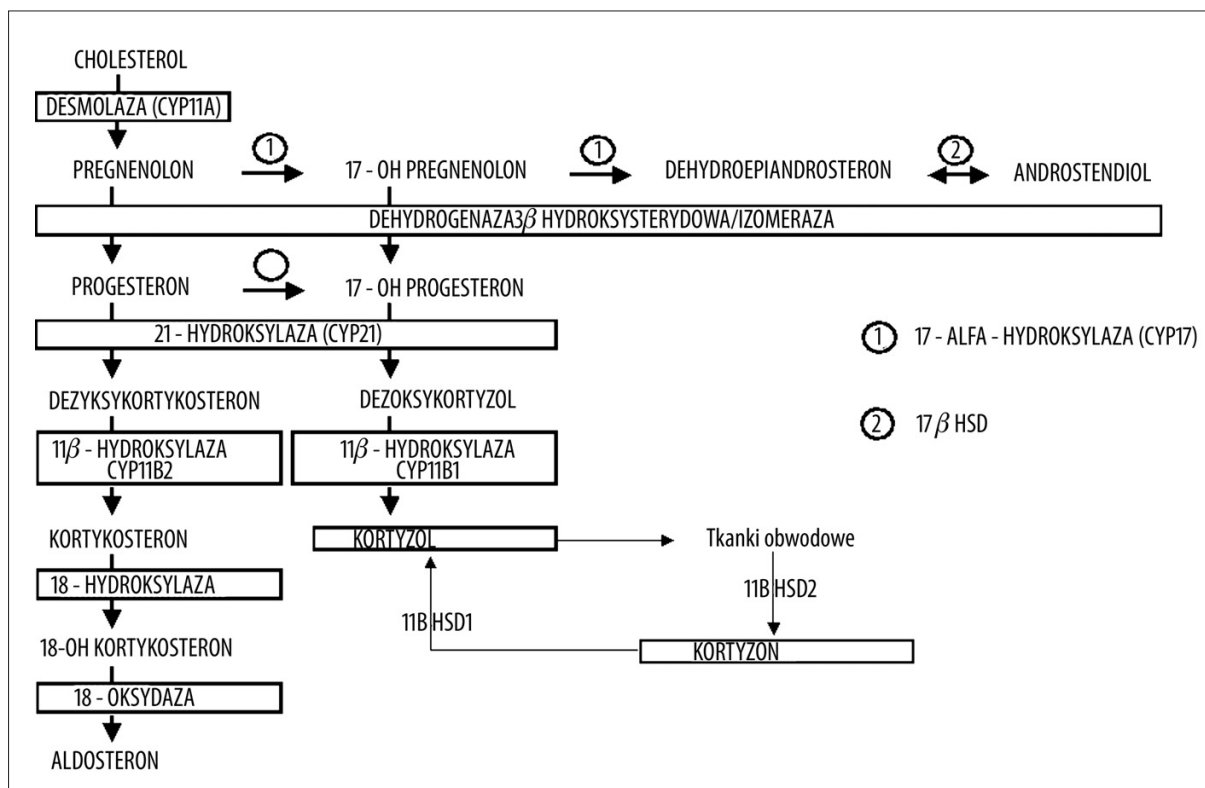 CHOLESTEROL
DESMOLAZA (CYP11A)
1
1
2
PREGNENOLON
17 - OH PREGNENOLON
DEHYDROEPIANDROSTERON
ANDROSTENDIOL
DEHYDROGENAZA3β HYDROKSYSTERYDOWA/IZOMERAZA
PROGESTERON
17 - OH PROGESTERON
21 - HYDROKSYLAZA (CYP21)
1 17 - ALFA - HYDROKSYLAZA (CYP17)
DEZYKSYKORTYKOSTERON
DEZOKSYKORTYZOL
2 17 β HSD
11β - HYDROKSYLAZA
CYP11B2
11β - HYDROKSYLAZA
CYP11B1
KORTYKOSTERON
KORTYZOL
Tkanki obwodowe
18 - HYDROKSYLAZA
11B HSD2
11B HSD1
18-OH KORTYKOSTERON
KORTYZON
18 - OKSYDAZA
ALDOSTERON